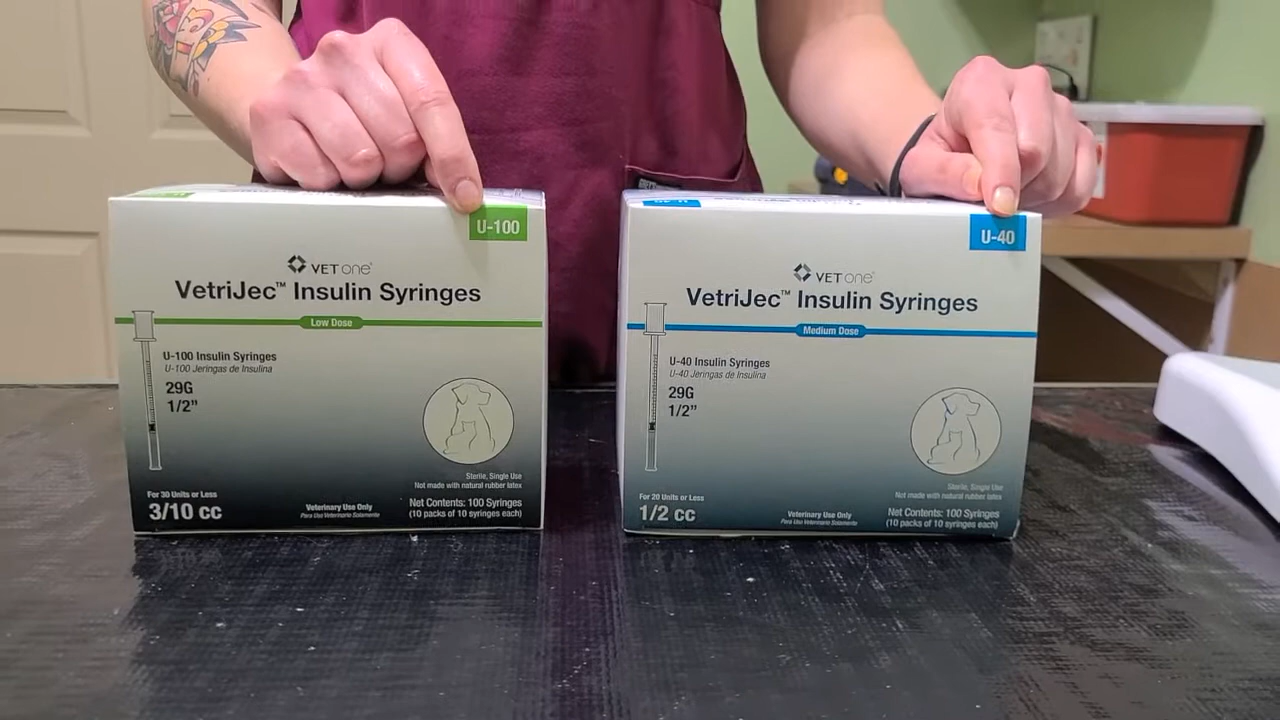 U-100
VET one®
VetriJec™ Insulin Syringes
Low Dose
U-100 Insulin Syringes
U-100 Jeringas de Insulina
29G
1/2"
Sterile, Single Use
Not made with natural rubber latex
For 30 Units or Less
3/10 cc
Veterinary Use Only
Para Uso Veterinario Solamente
Net Contents: 100 Syringes
(10 packs of 10 syringes each)
U-40
U-40
VET one®
VetriJec™ Insulin Syringes
Medium Dose
U-40 Insulin Syringes
U-40 Jeringas de Insulina
29G
1/2"
Sterile, Single Use
Not made with natural rubber latex
For 20 Units or Less
1/2 cc
Veterinary Use Only
Para Uso Veterinario Solamente
Net Contents: 100 Syringes
(10 packs of 10 syringes each)